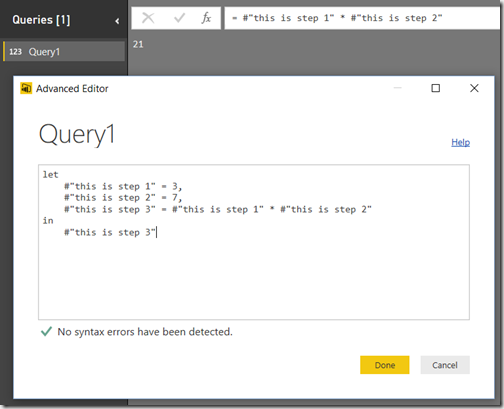 Queries [1]
= #"this is step 1" * #"this is step 2"
123 Query1
21
Advanced Editor
Query1
Help
let
    #"this is step 1" = 3,
    #"this is step 2" = 7,
    #"this is step 3" = #"this is step 1" * #"this is step 2"
in
    #"this is step 3"
No syntax errors have been detected.
Done
Cancel